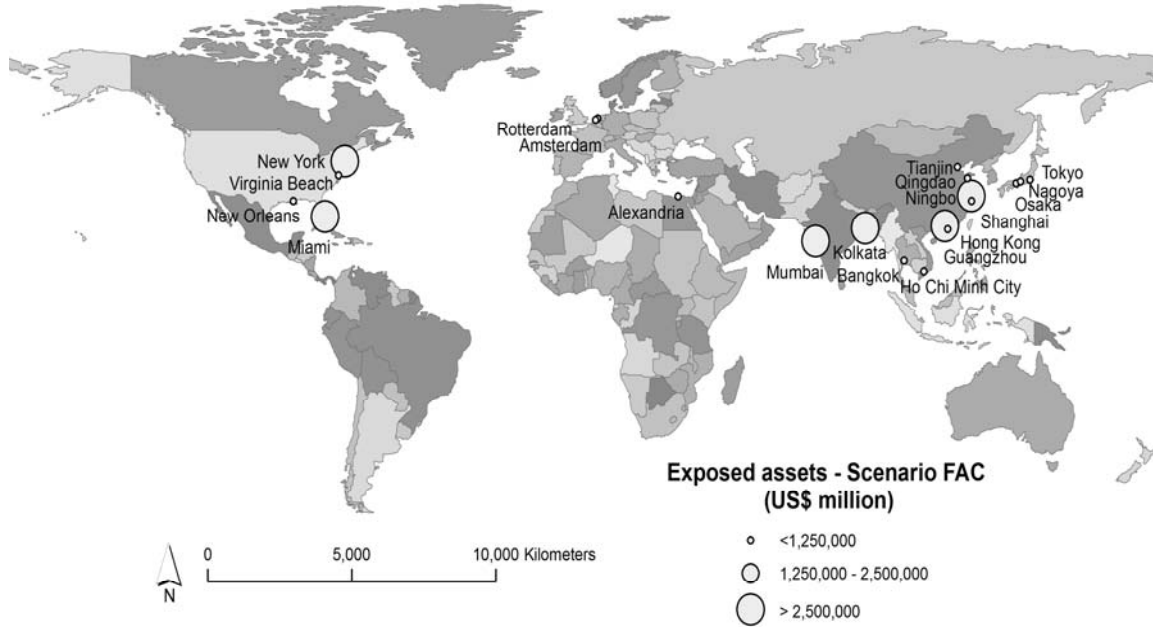 Rotterdam
Amsterdam
New York
Virginia Beach
New Orleans
Miami
Alexandria
Tianjin
Qingdao
Ningbo
Tokyo
Nagoya
Osaka
Shanghai
Hong Kong
Guangzhou
Kolkata
Mumbai
Bangkok
Ho Chi Minh City
Exposed assets - Scenario FAC
(US$ million)
<1,250,000
1,250,000 - 2,500,000
> 2,500,000
0 5,000 10,000 Kilometers
N